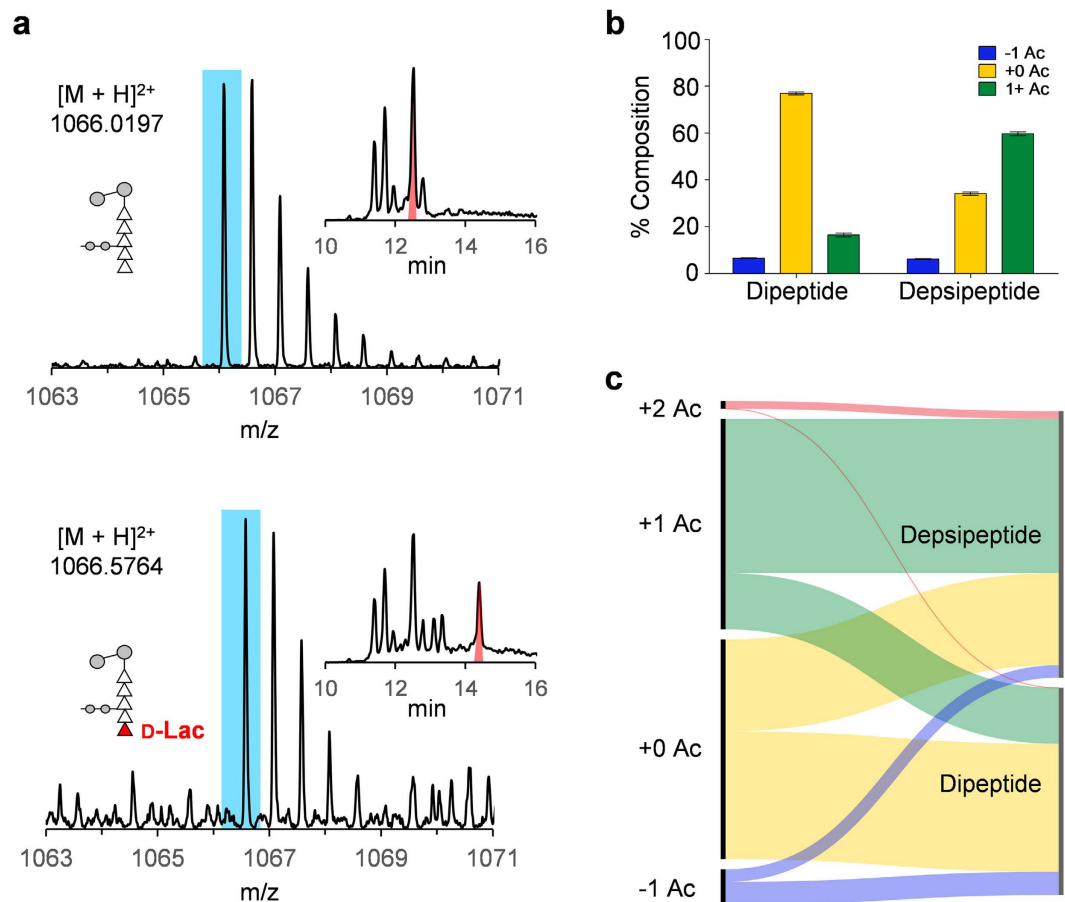 a
[M + H]2+
1066.0197
10 12 14 16
min
1063 1065 1067 1069 1071
m/z
[M + H]2+
1066.5764
D-Lac
10 12 14 16
min
1063 1065 1067 1069 1071
m/z
b
% Composition
100
80
60
40
20
0
-1 Ac
+0 Ac
1+ Ac
Dipeptide Depsipeptide
c
+2 Ac
+1 Ac
Depsipeptide
+0 Ac
Dipeptide
-1 Ac